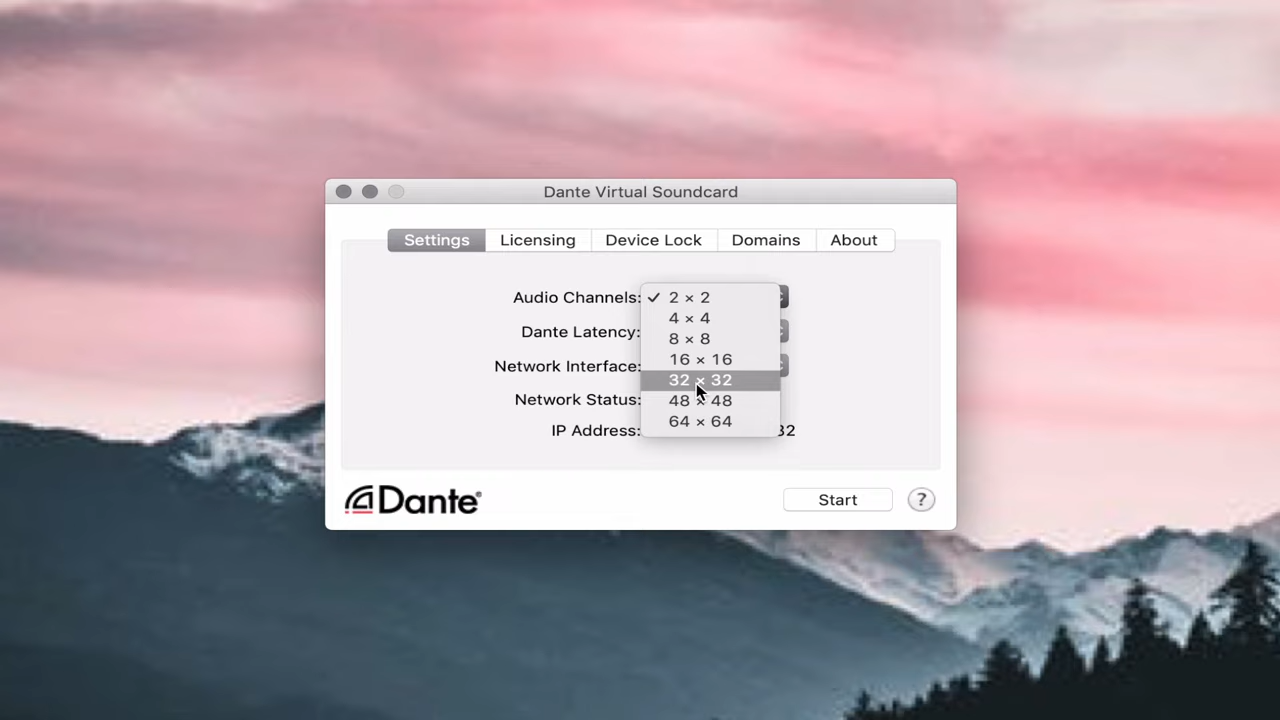 Dante Virtual Soundcard
Settings Licensing Device Lock Domains About
Audio Channels: ✓ 2 × 2
4 × 4
Dante Latency:
8 × 8
16 × 16
Network Interface:
32 × 32
Network Status: 48 × 48
64 × 64
IP Address: 32
Dante® Start ?